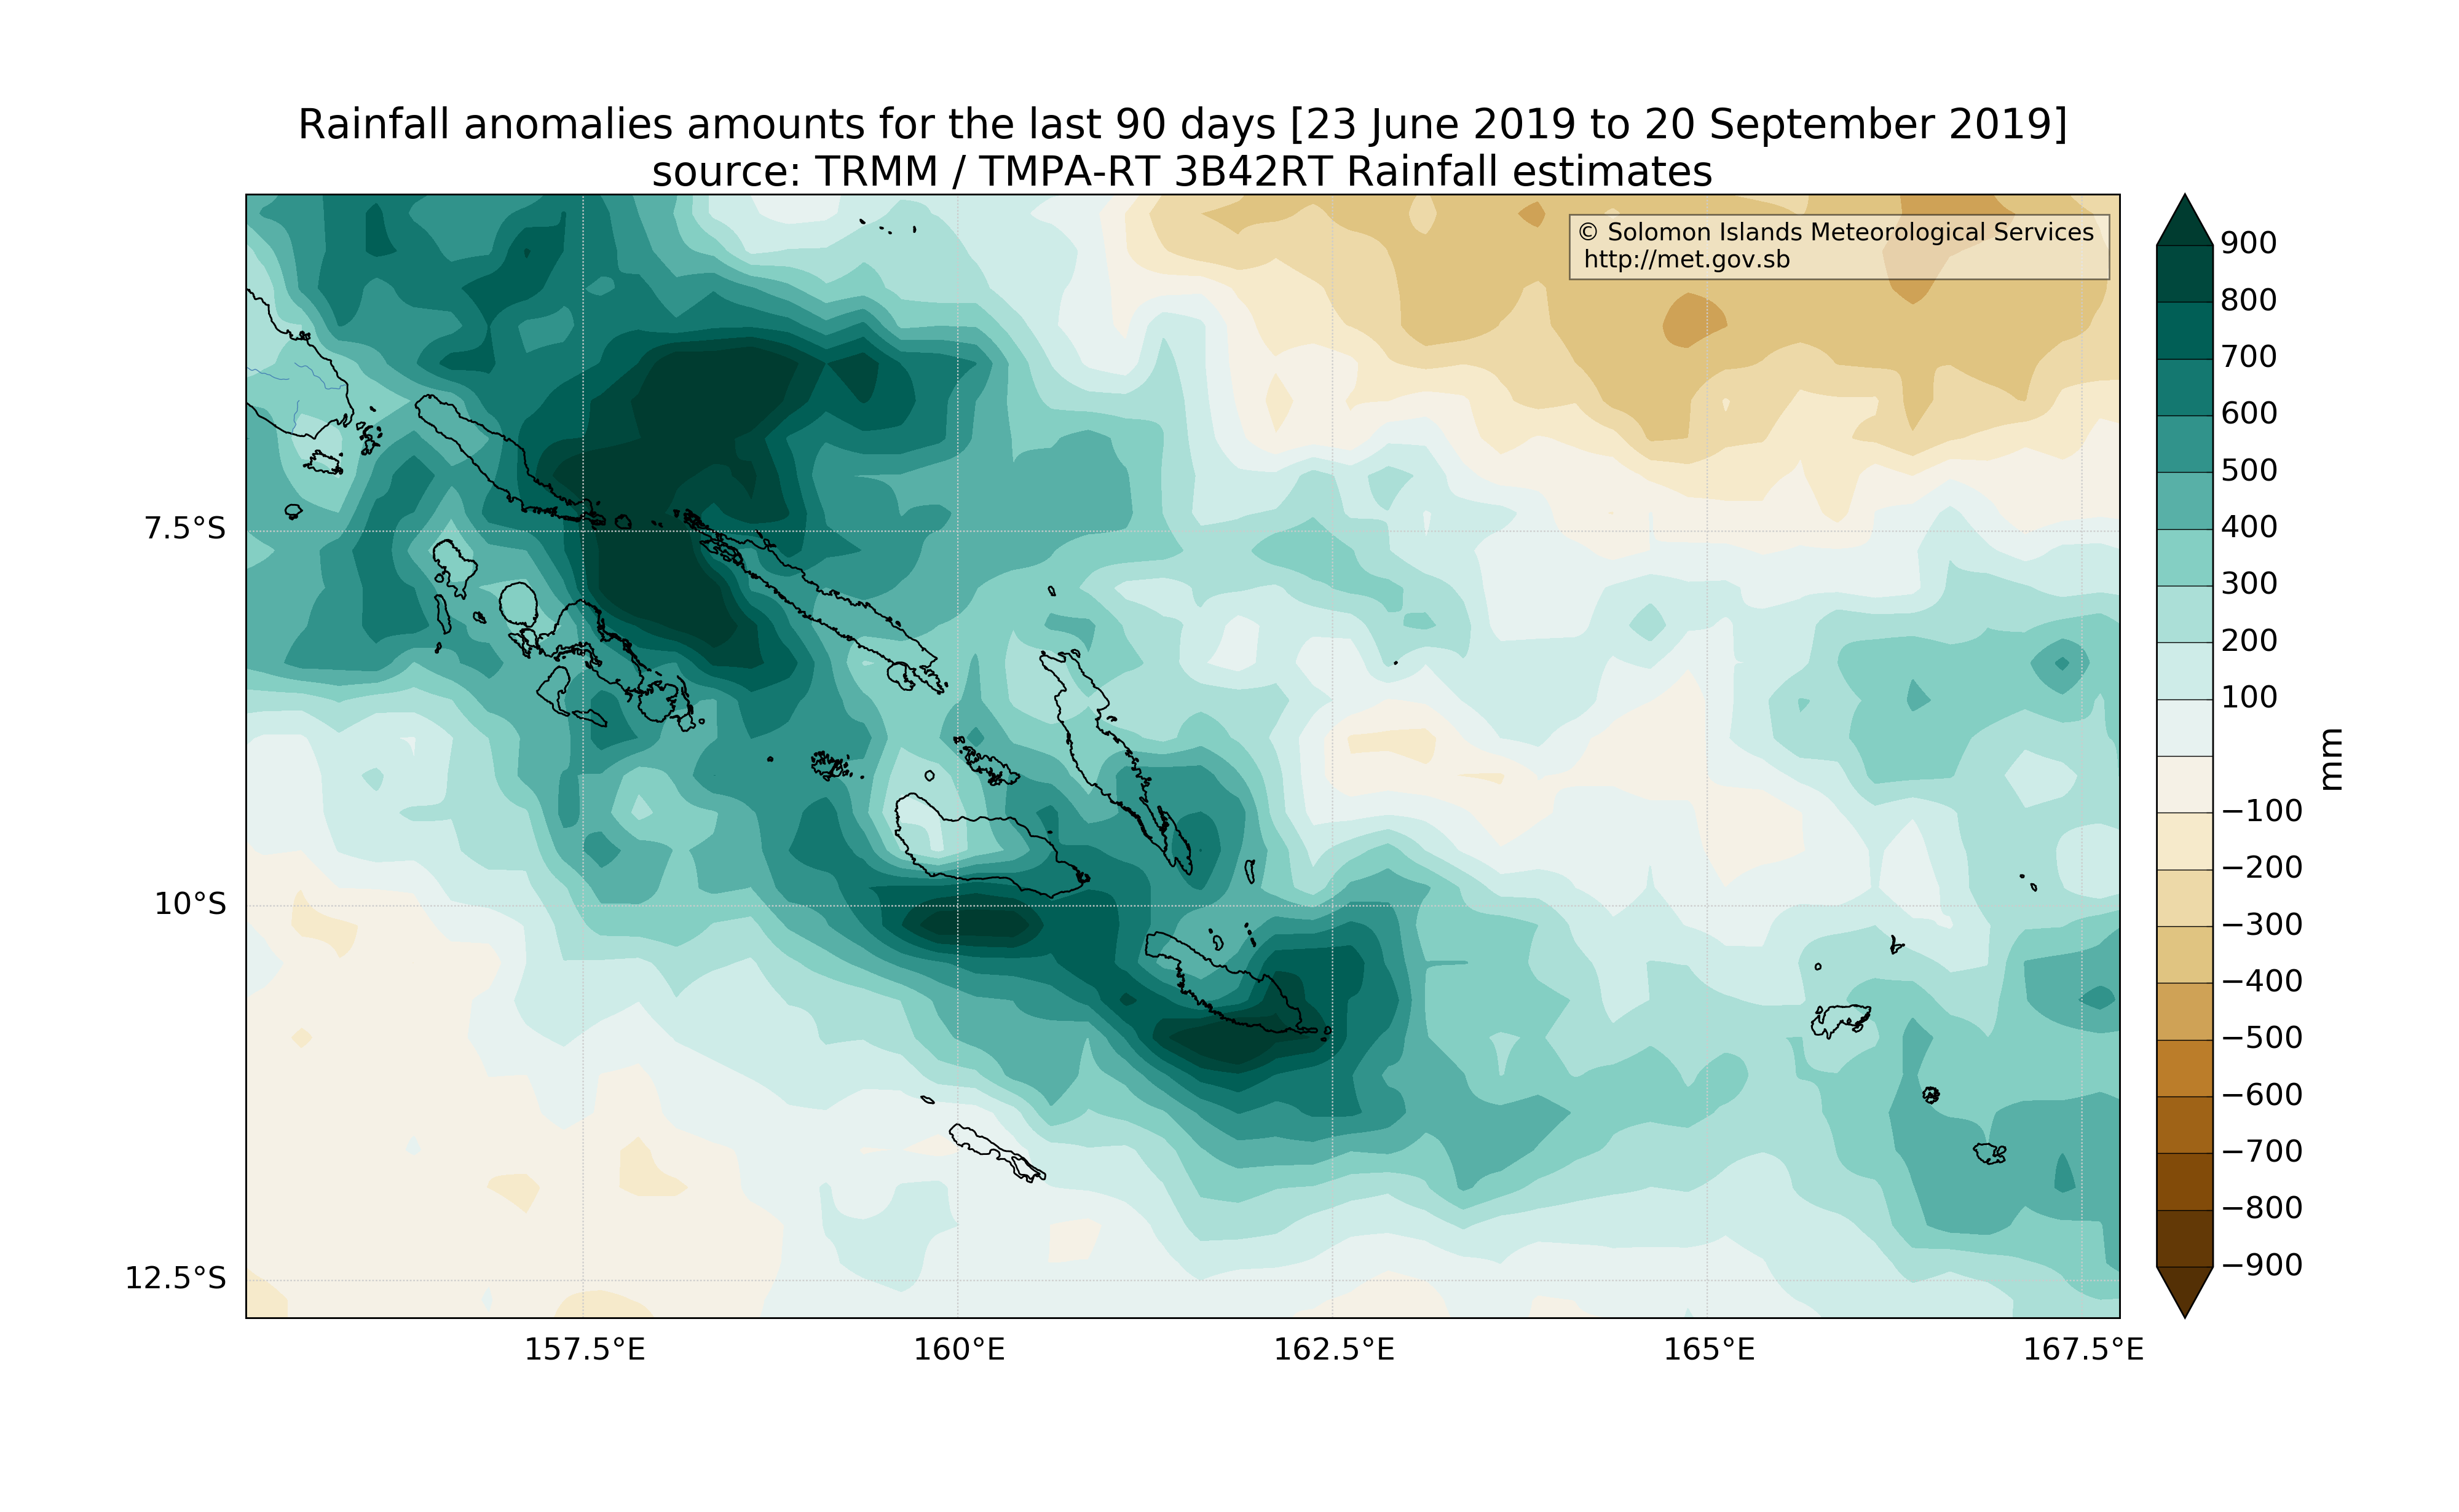 Rainfall anomalies amounts for the last 90 days [23 June 2019 to 20 September 2019]
source: TRMM / TMPA-RT 3B42RT Rainfall estimates
© Solomon Islands Meteorological Services
http://met.gov.sb
7.5°S
10°S
12.5°S
157.5°E
160°E
162.5°E
165°E
167.5°E
900
800
700
600
500
400
300
200
100
−100
−200
−300
−400
−500
−600
−700
−800
−900
mm